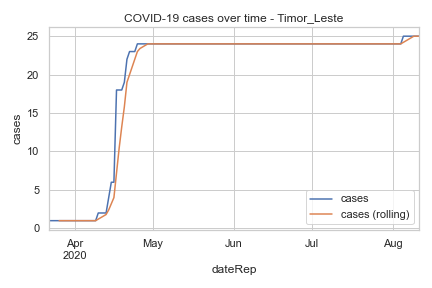 COVID-19 cases over time - Timor_Leste
cases
25
20
15
10
5
0
Apr
2020
May
Jun
Jul
Aug
dateRep
cases
cases (rolling)